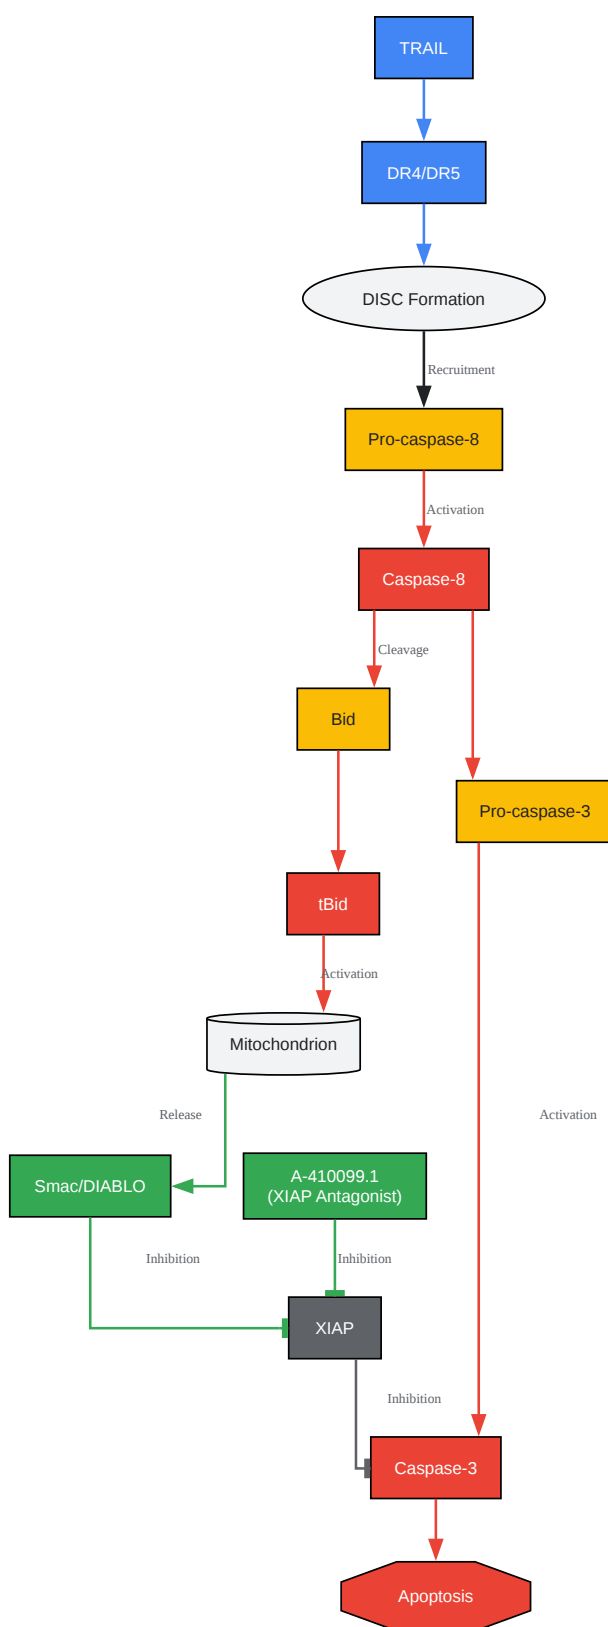 TRAIL
DR4/DR5
DISC Formation
Recruitment
Pro-caspase-8
Activation
Caspase-8
Cleavage
Bid
Pro-caspase-3
tBid
Activation
Mitochondrion
Release
Activation
Smac/DIABLO
A-410099.1
(XIAP Antagonist)
Inhibition
Inhibition
XIAP
Inhibition
Caspase-3
Apoptosis